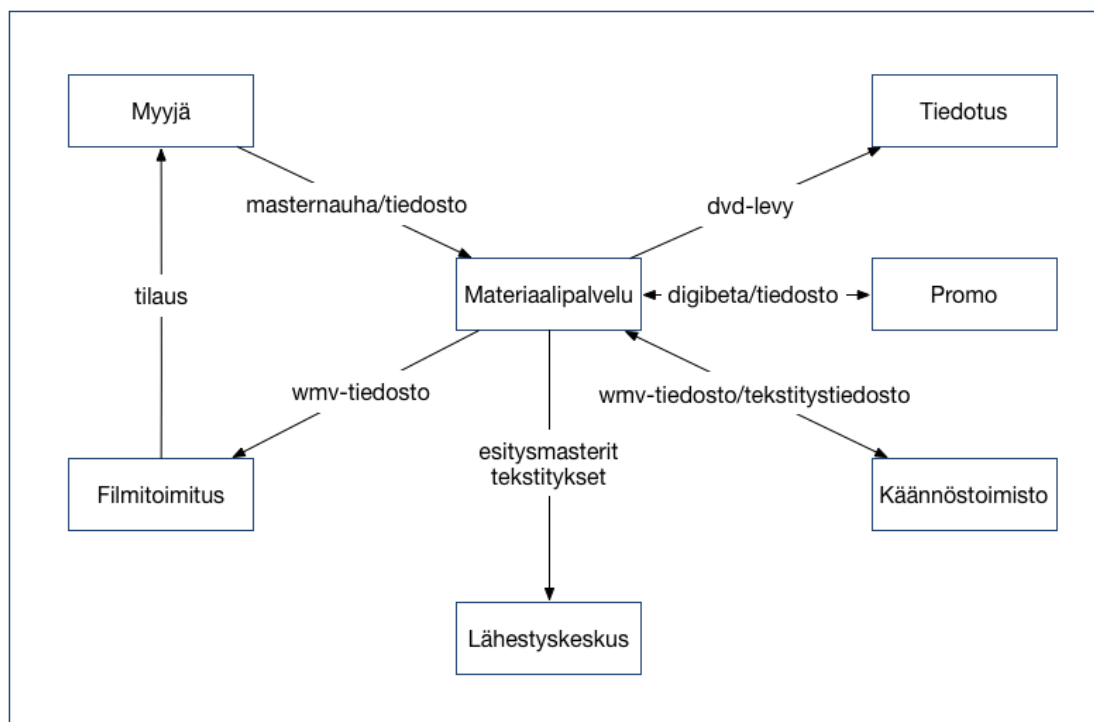 Myyjä
Tiedotus
masternauha/tiedosto
dvd-levy
tilaus
Materiaalipalvelu
digibeta/tiedosto
Promo
wmv-tiedosto
wmv-tiedosto/tekstitystiedosto
esitysmasterit
tekstitykset
Filmitoimitus
Käännöstoimisto
Lähestyskeskus